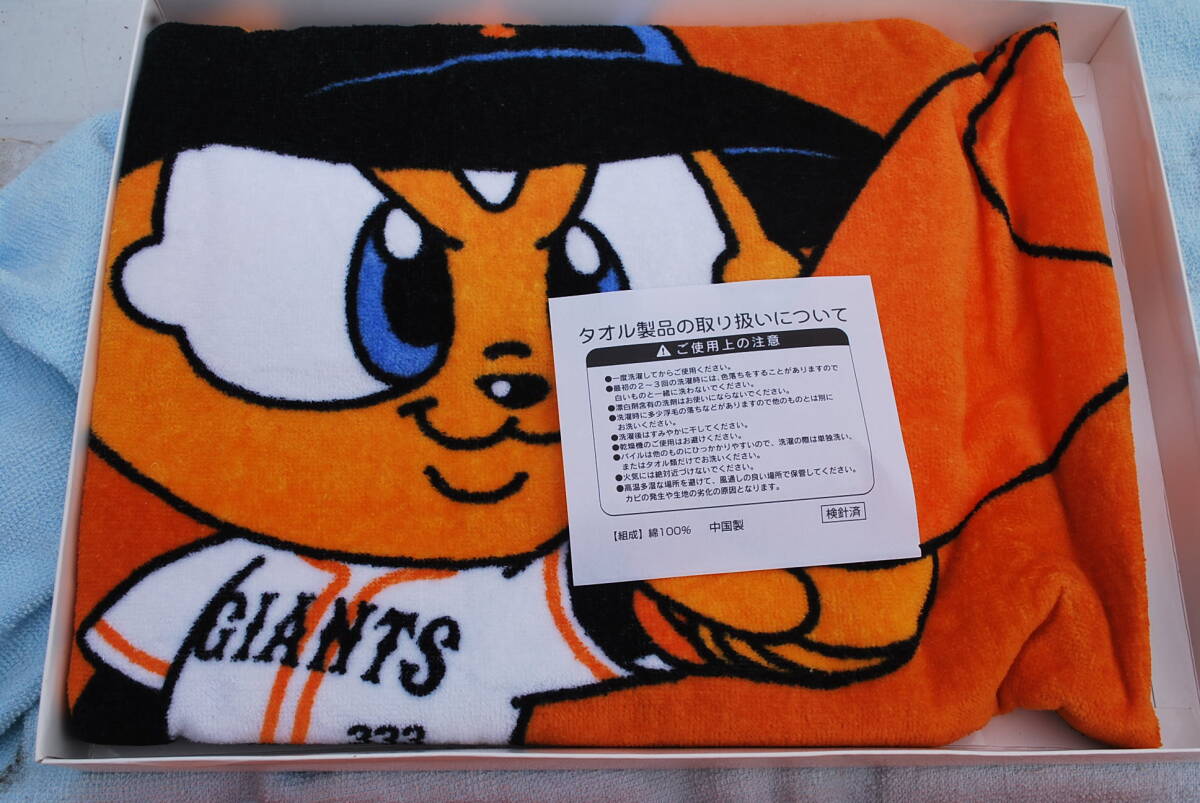 タオル製品の取り扱いについて
⚠ご使用上の注意
●一度洗濯してからご使用ください。
●最初の2～3回の洗濯時には、色落ちをすることがありますので
白いものと一緒に洗わないでください。
●漂白剤含有の洗剤はお使いにならないでください。
●洗濯時に多少浮毛の落ちなどがありますので他のものとは別に
お洗いください。
●洗濯後はすみやかに干してください。
●乾燥機のご使用はお避けください。
●パイルは他のものにひっかかりやすいので、洗濯の際は単独洗い、
またはタオル類だけでお洗いください。
●火気には絶対近づけないでください。
●高温多湿な場所を避けて、風通しの良い場所で保管してください。
カビの発生や生地の劣化の原因となります。
【組成】綿100% 中国製
検針済
GIANTS
333